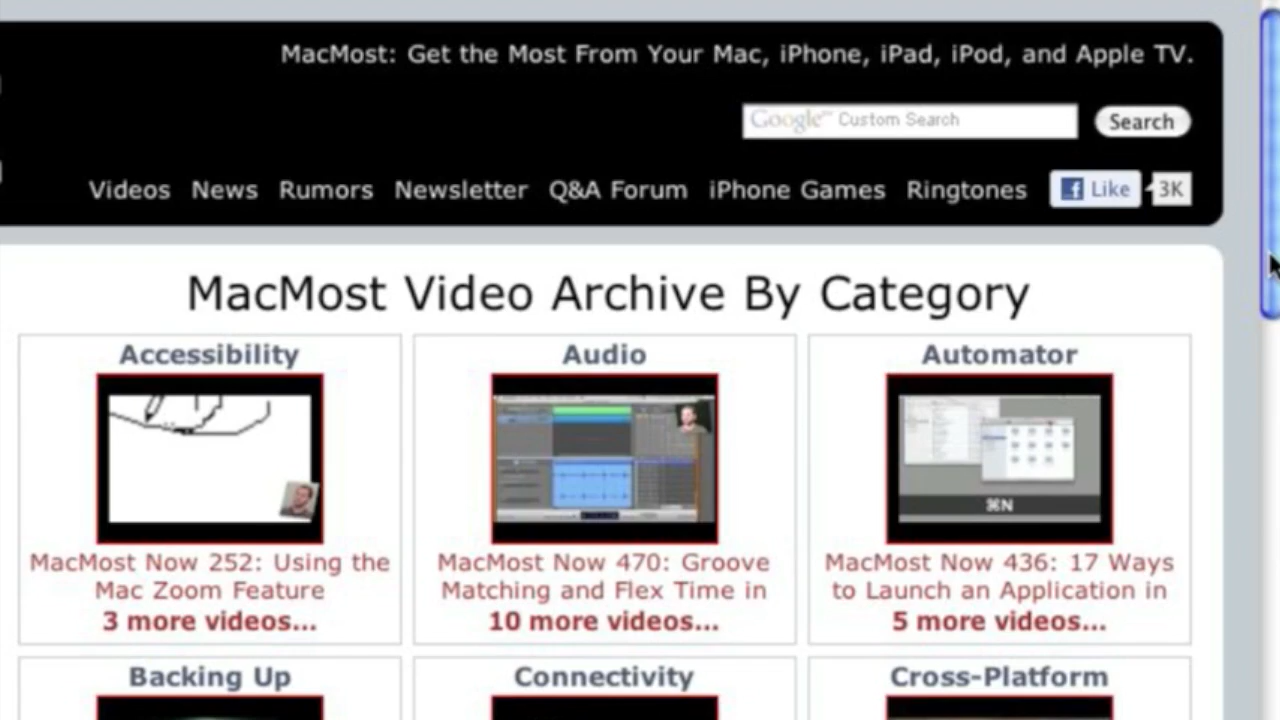 MacMost: Get the Most From Your Mac, iPhone, iPad, iPod, and Apple TV.
Google™ Custom Search
Search
Videos News Rumors Newsletter Q&A Forum iPhone Games Ringtones Like 3K
MacMost Video Archive By Category
Accessibility Audio Automator
⌘N
MacMost Now 252: Using the MacMost Now 470: Groove MacMost Now 436: 17 Ways
Mac Zoom Feature Matching and Flex Time in to Launch an Application in
3 more videos... 10 more videos... 5 more videos...
Backing Up Connectivity Cross-Platform